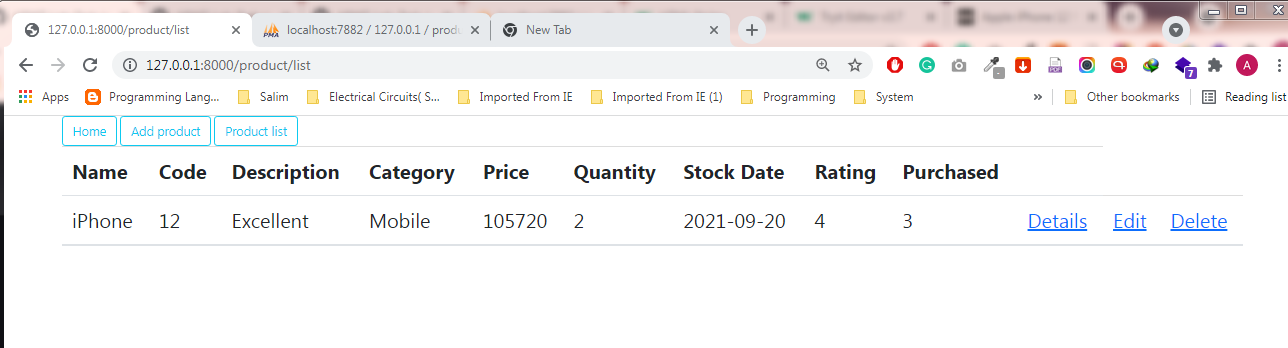 127.0.0.1:8000/product/list
localhost:7882 / 127.0.0.1 / prod
New Tab
127.0.0.1:8000/product/list
Apps Programming Lang... Salim Electrical Circuits( S... Imported From IE Imported From IE (1) Programming System » Other bookmarks Reading list
Home Add product Product list
Name Code Description Category Price Quantity Stock Date Rating Purchased
iPhone 12 Excellent Mobile 105720 2 2021-09-20 4 3 Details Edit Delete